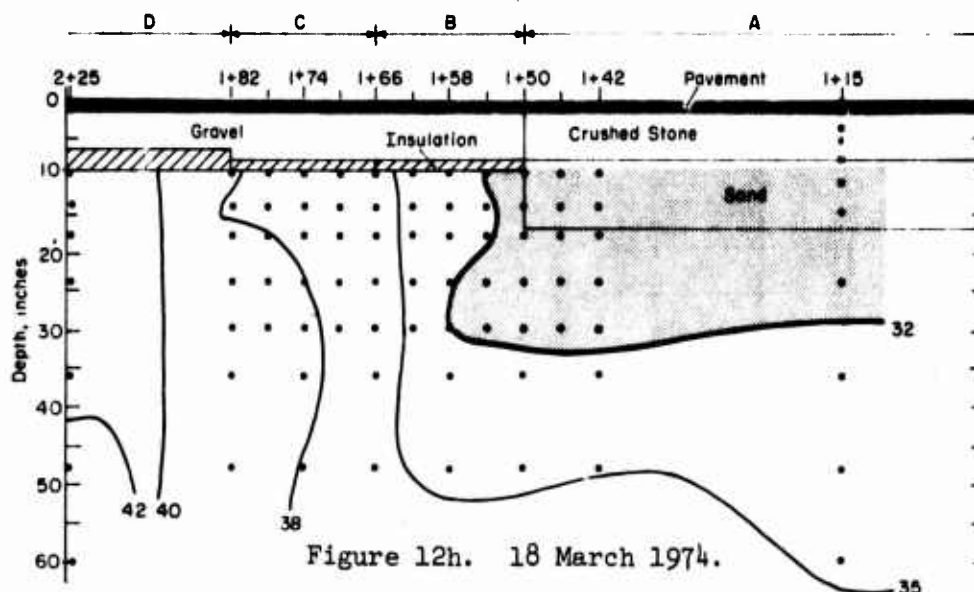 D C B A
2+25 1+82 1+74 1+66 1+58 1+50 1+42 Pavement 1+15
0
Gravel Insulation Crushed Stone
10
Sand
20
30
32
40
50
42 40 38
60
35
Depth, inches
Figure 12h. 18 March 1974.